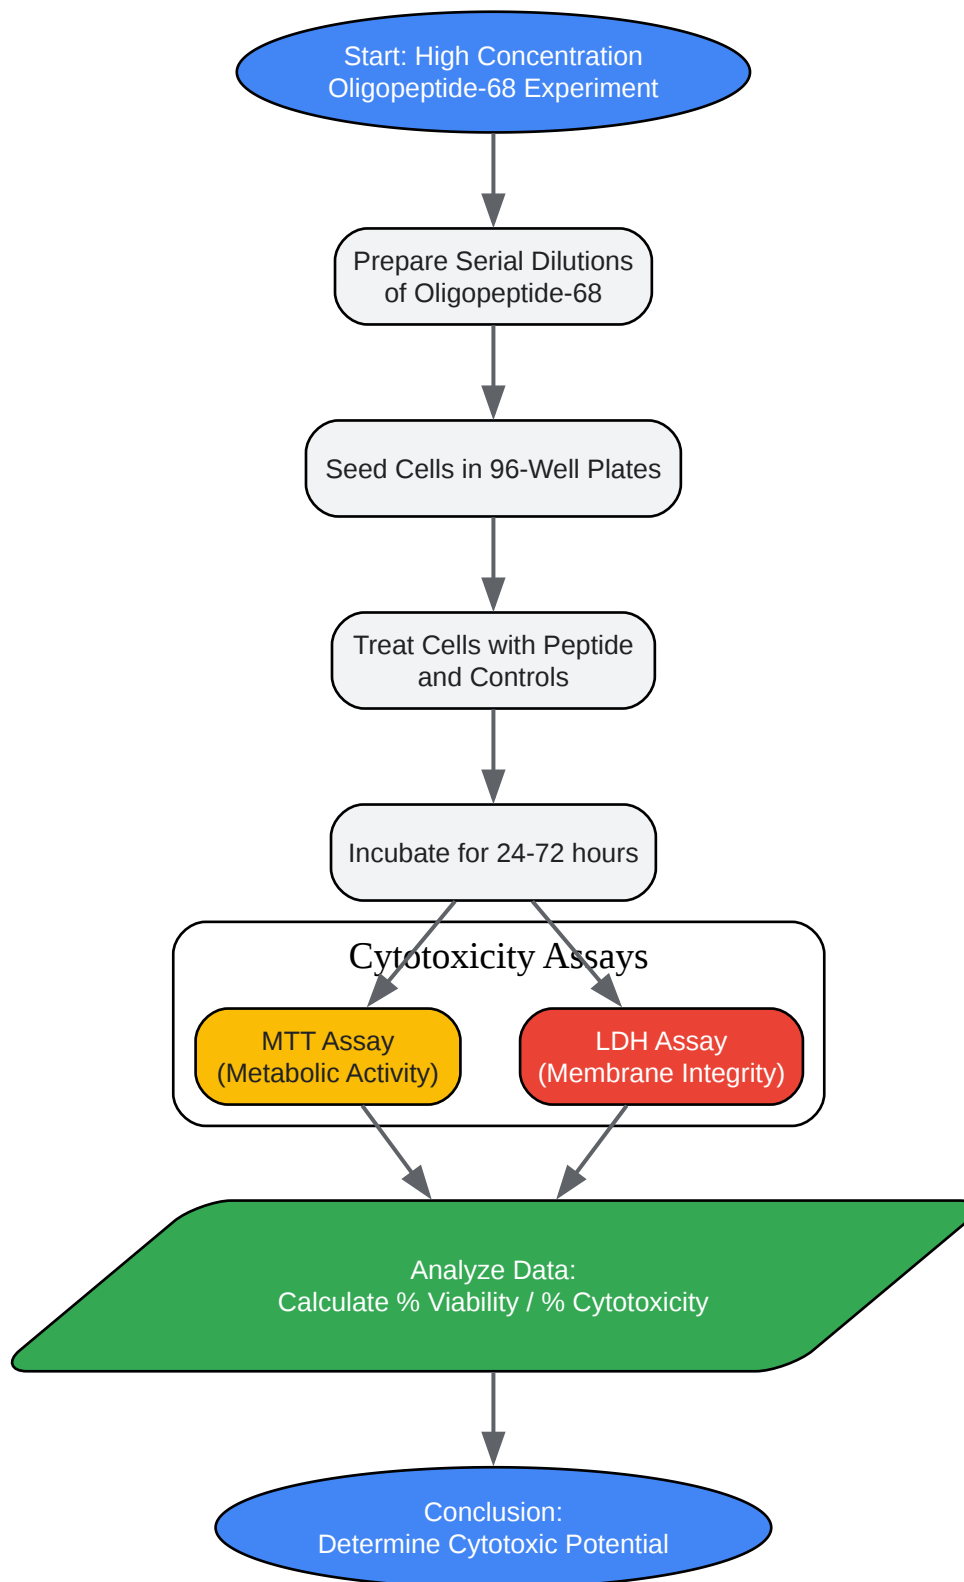 Start: High Concentration
Oligopeptide-68 Experiment
Prepare Serial Dilutions
of Oligopeptide-68
Seed Cells in 96-Well Plates
Treat Cells with Peptide
and Controls
Incubate for 24-72 hours
Cytotoxicity Assays
MTT Assay
(Metabolic Activity)
LDH Assay
(Membrane Integrity)
Analyze Data:
Calculate % Viability / % Cytotoxicity
Conclusion:
Determine Cytotoxic Potential